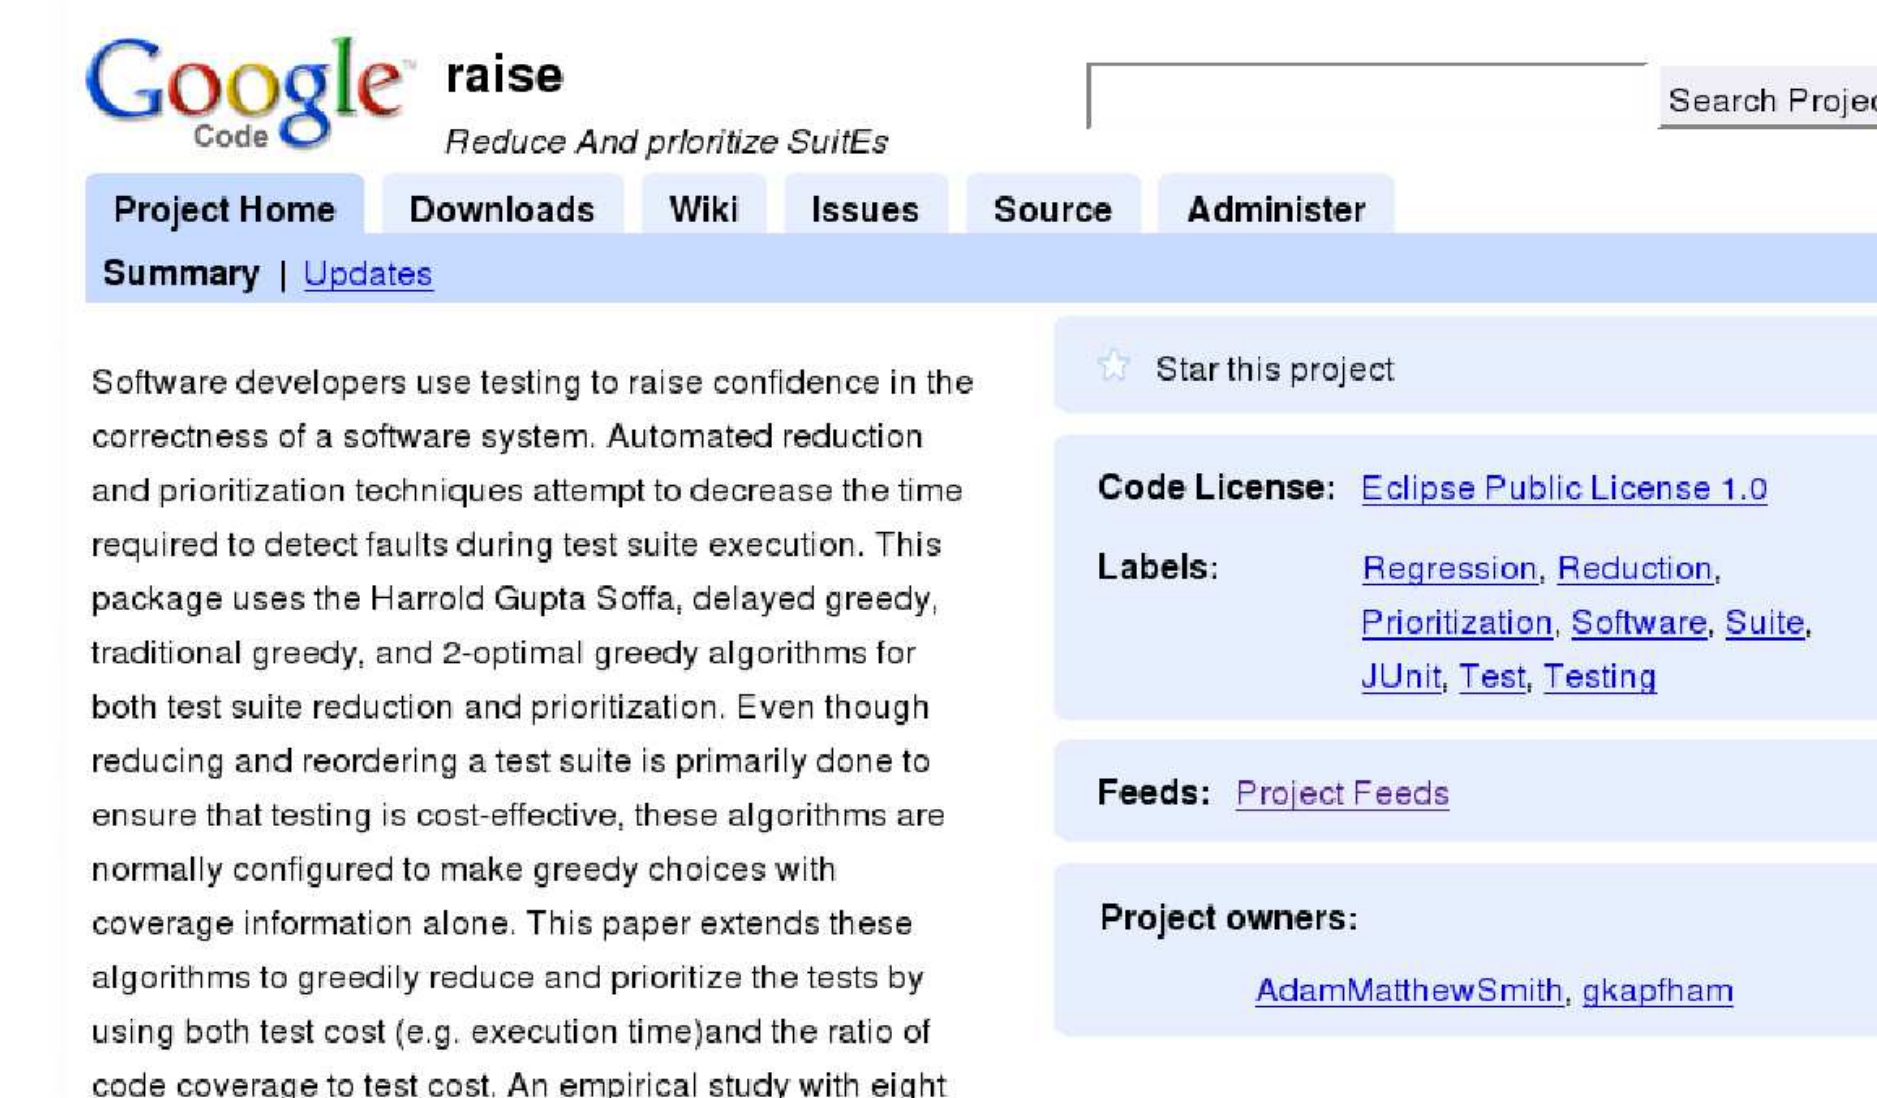 Google™ raise
Code
Reduce And prIoritize SuitEs
Search Projec
Project Home Downloads Wiki Issues Source Administer
Summary | Updates
Software developers use testing to raise confidence in the
correctness of a software system. Automated reduction
and prioritization techniques attempt to decrease the time
required to detect faults during test suite execution. This
package uses the Harrold Gupta Soffa, delayed greedy,
traditional greedy, and 2-optimal greedy algorithms for
both test suite reduction and prioritization. Even though
reducing and reordering a test suite is primarily done to
ensure that testing is cost-effective, these algorithms are
normally configured to make greedy choices with
coverage information alone. This paper extends these
algorithms to greedily reduce and prioritize the tests by
using both test cost (e.g. execution time)and the ratio of
code coverage to test cost. An empirical study with eight
Star this project
Code License: Eclipse Public License 1.0
Labels: Regression, Reduction,
Prioritization, Software, Suite,
JUnit, Test, Testing
Feeds: Project Feeds
Project owners:
AdamMatthewSmith, gkapfham